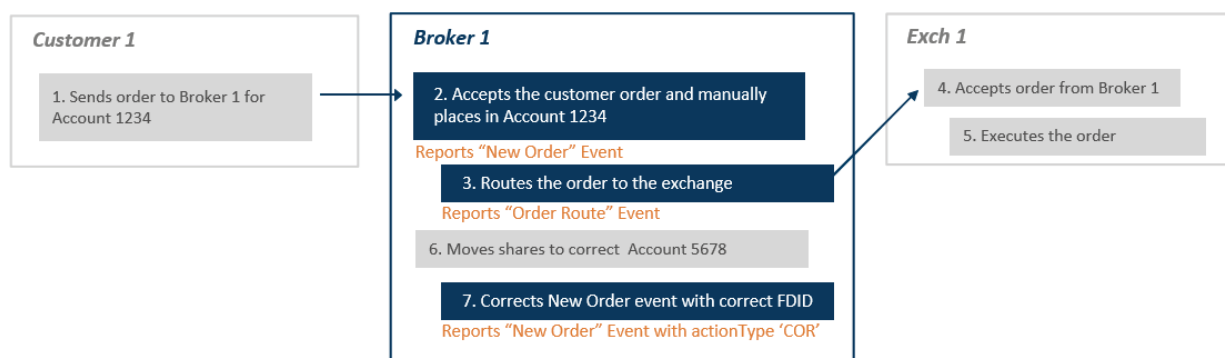 Customer 1
1. Sends order to Broker 1 for
Account 1234
Broker 1
2. Accepts the customer order and manually
places in Account 1234
Reports “New Order” Event
3. Routes the order to the exchange
Reports “Order Route” Event
6. Moves shares to correct Account 5678
7. Corrects New Order event with correct FDID
Reports “New Order” Event with actionType ‘COR’
Exch 1
4. Accepts order from Broker 1
5. Executes the order